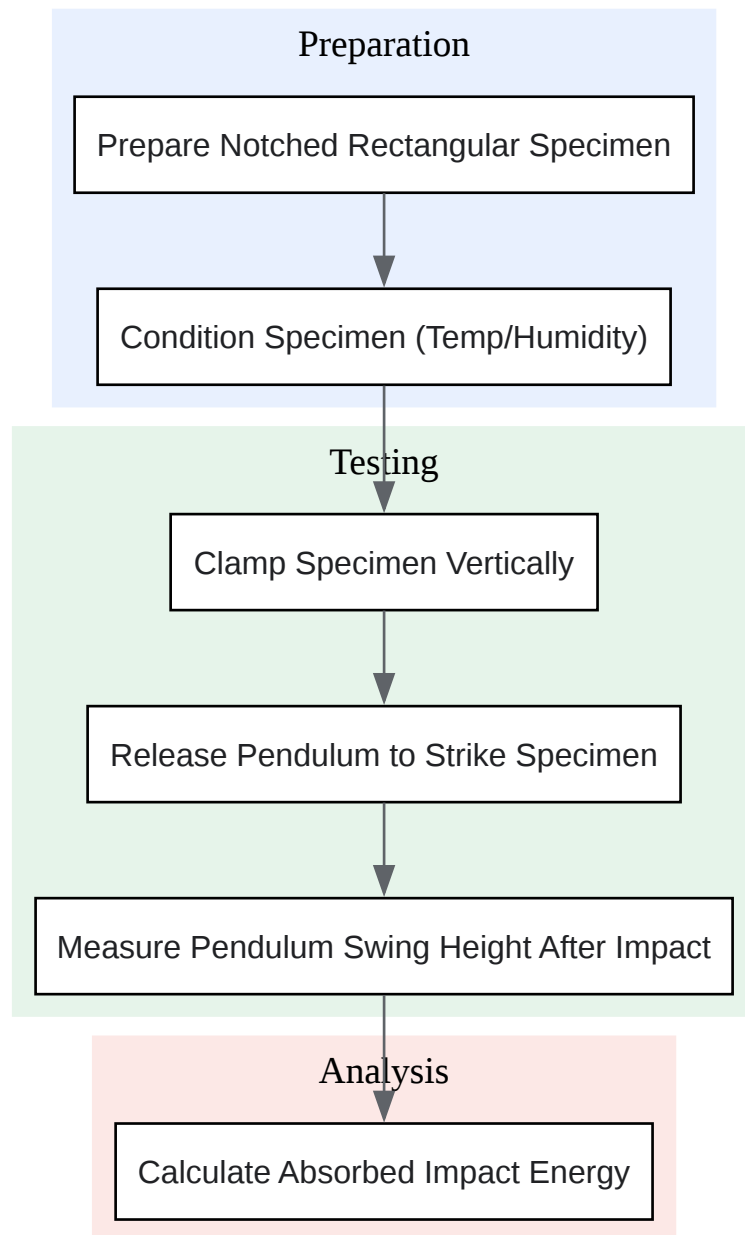 Preparation
Prepare Notched Rectangular Specimen
Condition Specimen (Temp/Humidity)
Testing
Clamp Specimen Vertically
Release Pendulum to Strike Specimen
Measure Pendulum Swing Height After Impact
Analysis
Calculate Absorbed Impact Energy